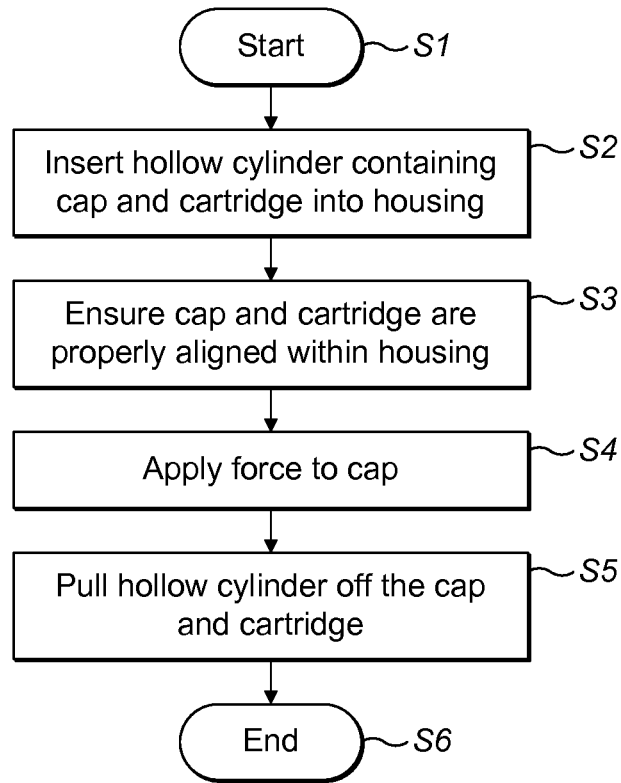 Start
S1
Insert hollow cylinder containing
cap and cartridge into housing
S2
Ensure cap and cartridge are
properly aligned within housing
S3
Apply force to cap
S4
Pull hollow cylinder off the cap
and cartridge
S5
End
S6